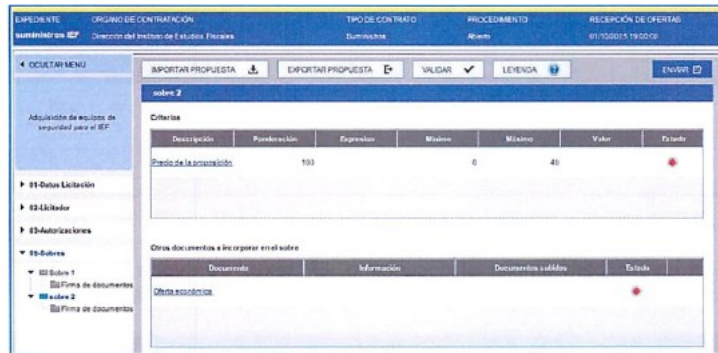 EXPEDIENTE ORGANO DE CONTRATACIÓN TIPO DE CONTRATO PROCEDIMIENTO RECEPCIÓN DE OFERTAS
suministros IEF Dirección del Instituto de Estudios Fiscales Suministros Abierto 01/10/2015 19:00:00
OCULTAR MENÚ
IMPORTAR PROPUESTA EXPORTAR PROPUESTA VALIDAR LEYENDA ENVIAR
sobre 2
Adquisición de equipos de
seguridad para el IEF
Criterios
Descripción Ponderación Expresion Mínimo Máximo Valor Estado
Precio de la proposición 100 0 40
01-Datos Licitación
02-Licitador
03-Autorizaciones
05-Sobres
Sobre 1
Firma de documentos
sobre 2
Firma de documentos
Otros documentos a incorporar en el sobre
Documento Información Documentos subidos Estado
Oferta económica